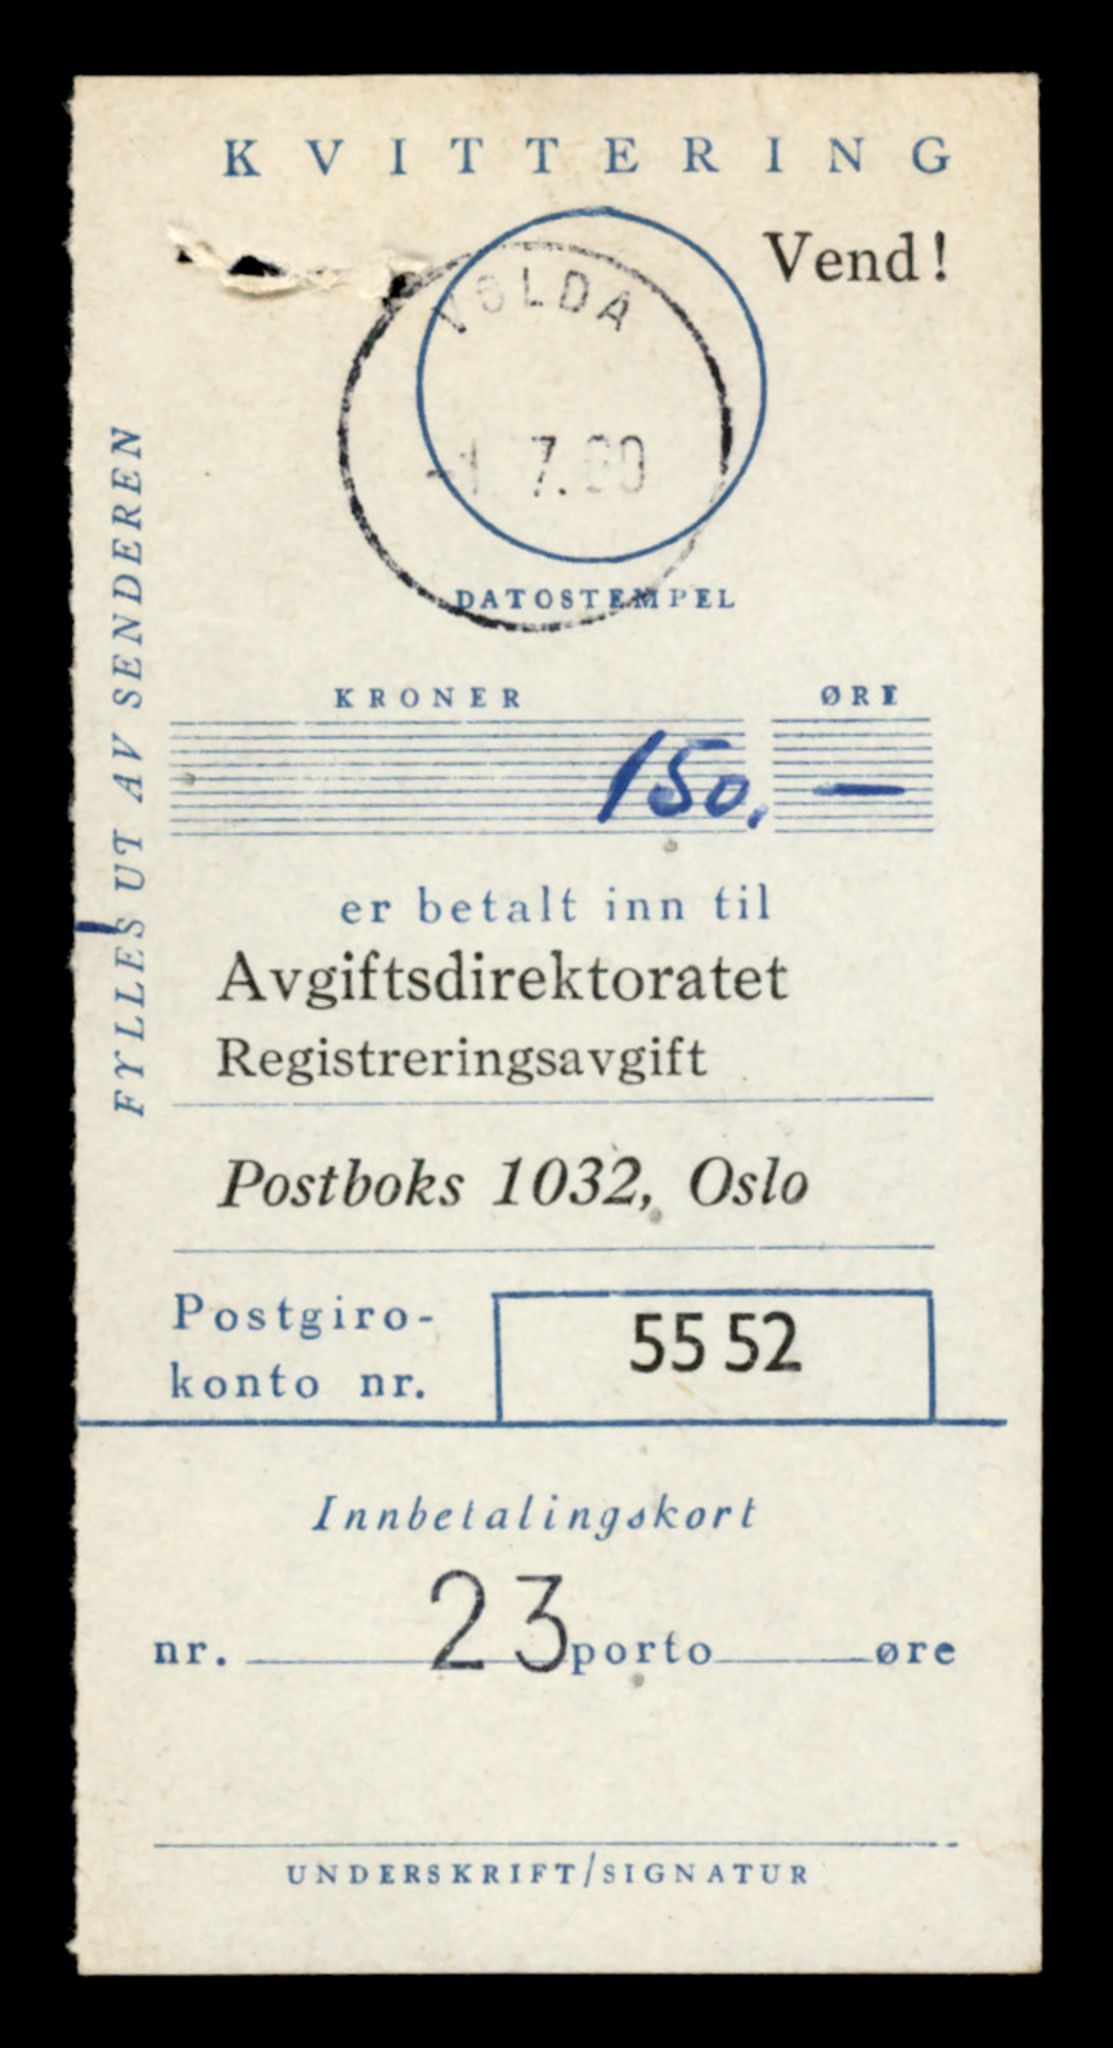 KVITTERING
Vend!
VOLDA
7.
DATOSTEMPEL
FYLLES UT AV SENDEREN
KRONER ØRE
150. —
er betalt inn til
Avgiftsdirektoratet
Registreringsavgift
Postboks 1032, Oslo
Postgiro-
konto nr.
55 52
Innbetalingskort
nr. 23 porto øre
UNDERSKRIFT/SIGNATUR